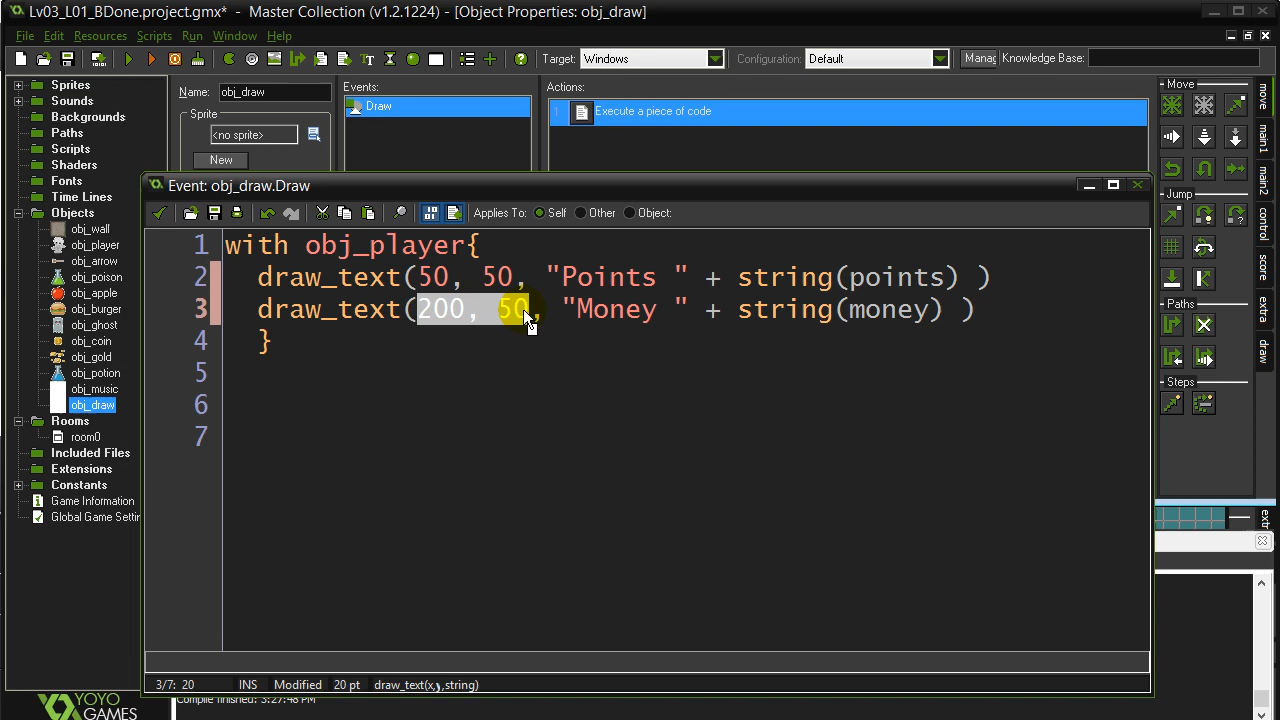 Lv03_L01_BDone.project.gmx* - Master Collection (v1.2.1224) - [Object Properties: obj_draw]
File Edit Resources Scripts Run Window Help
Target: Windows Configuration: Default Manag Knowledge Base:
Sprites
Sounds
Backgrounds
Paths
Scripts
Shaders
Fonts
Time Lines
Objects
obj_wall
obj_player
obj_arrow
obj_poison
obj_apple
obj_burger
obj_ghost
obj_coin
obj_gold
obj_potion
obj_music
obj_draw
Rooms
room0
Included Files
Extensions
Constants
Game Information
Global Game Settin
Name: obj_draw
Sprite
<no sprite>
New
Events:
Draw
Actions:
1 Execute a piece of code
Event: obj_draw.Draw
Applies To: Self Other Object:
1 with obj_player{
2 draw_text(50, 50, "Points " + string(points) )
3 draw_text(200, 50, "Money " + string(money) )
4 }
5
6
7
3/7: 20 INS Modified 20 pt draw_text(x,y,string)
Move
Jump
Paths
Steps
move
main1
main2
control
score
extra
draw
extr
YOYO
GAMES
Compile finished: 3:27:48 PM